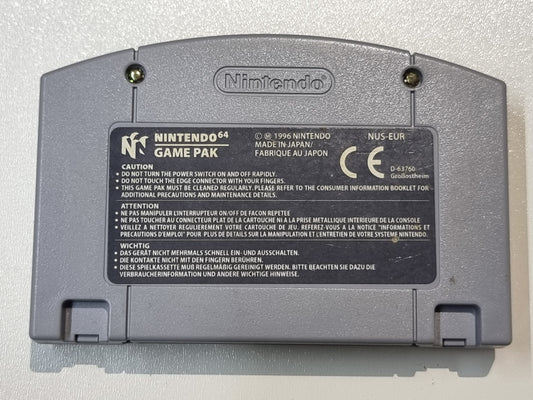 Nintendo
NINTENDO 64
GAME PAK
© Ⓜ 1996 NINTENDO
MADE IN JAPAN/
FABRIQUE AU JAPON
NUS-EUR
CE
D-63760
Großostheim
CAUTION
• DO NOT TURN THE POWER SWITCH ON AND OFF RAPIDLY.
• DO NOT TOUCH THE EDGE CONNECTOR WITH YOUR FINGERS.
• THIS GAME PAK MUST BE CLEANED REGULARLY. PLEASE REFER TO THE CONSUMER INFORMATION BOOKLET FOR
ADDITIONAL PRECAUTIONS AND MAINTENANCE DETAILS.
ATTENTION
• NE PAS MANIPULER L'INTERRUPTEUR ON/OFF DE FACON REPETEE
• NE PAS TOUCHER AU CONNECTEUR PLAT DE LA CARTOUCHE NI A LA PRISE METALLIQUE INTERIEURE DE LA CONSOLE
• VEILLEZ A NETTOYER REGULIEREMENT VOTRE CARTOUCHE DE JEU. REFEREZ-VOUS A LA NOTICE "INFORMATIONS ET
PRECAUTIONS D'EMPLOI" POUR PLUS DE DETAILS SUR LA MANIPULATION ET L'ENTRETIEN DE VOTRE SYSTEME NINTENDO.
WICHTIG
• DAS GERÄT NICHT MEHRMALS SCHNELL EIN- UND AUSSCHALTEN.
• DIE KONTAKTE NICHT MIT DEN FINGERN BERÜHREN.
• DIESE SPIELKASSETTE MUß REGELMÄßIG GEREINIGT WERDEN. BITTE BEACHTEN SIE DAZU DIE
VERBRAUCHERINFORMATION UND ANDERE WICHTIGE HINWEISE.